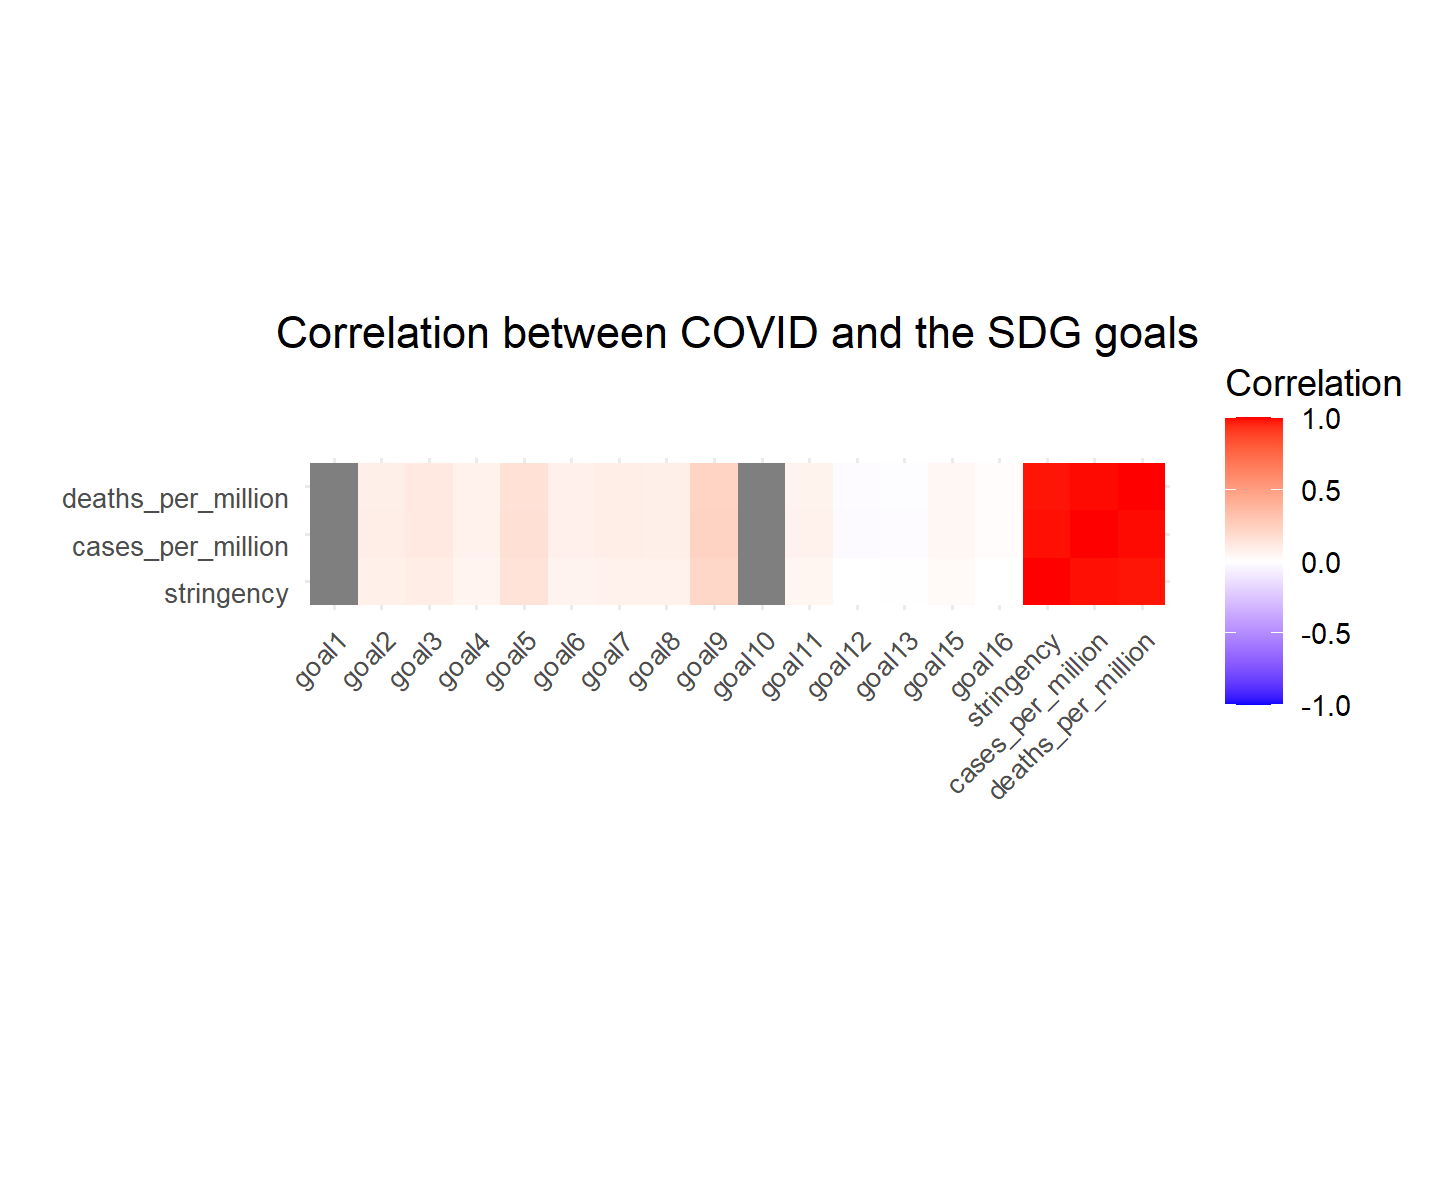 Correlation between COVID and the SDG goals
Correlation
1.0
0.5
0.0
-0.5
-1.0
deaths_per_million
cases_per_million
stringency
goal1
goal2
goal3
goal4
goal5
goal6
goal7
goal8
goal9
goal10
goal11
goal12
goal13
goal15
goal16
stringency
cases_per_million
deaths_per_million